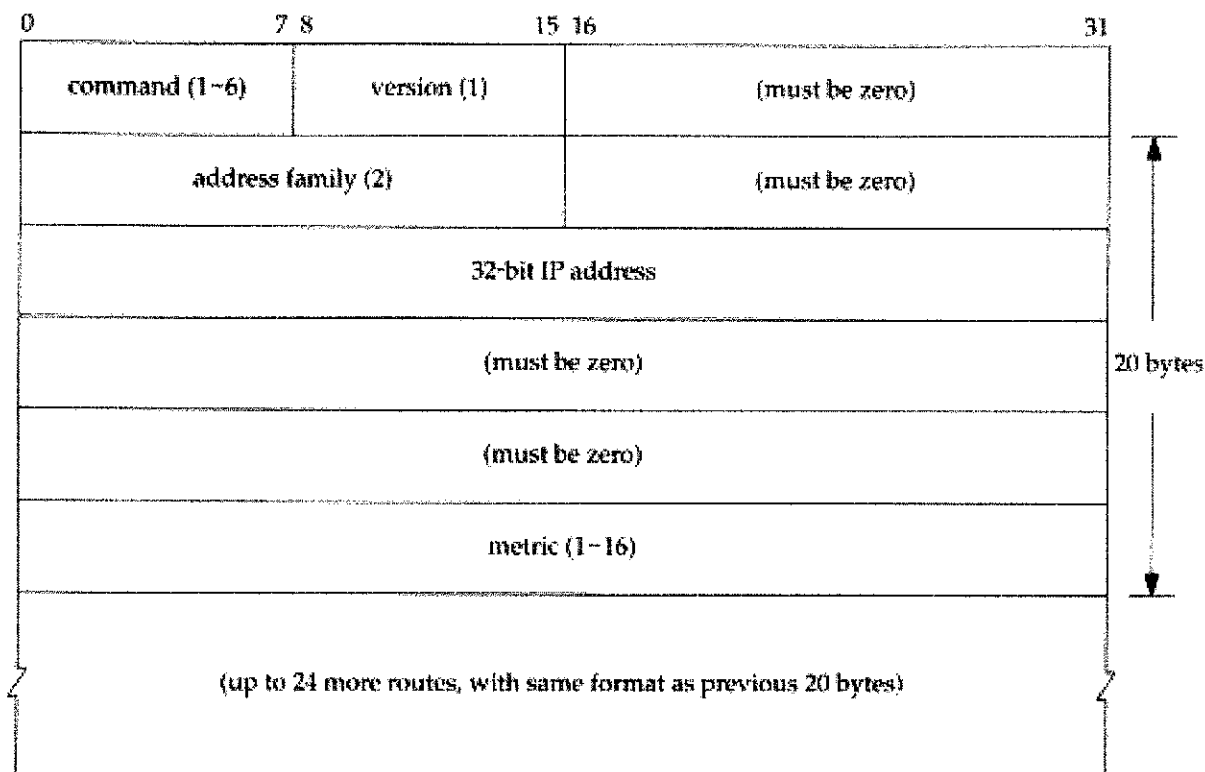 0 7 8 15 16 31
command (1-6) version (1) (must be zero)
address family (2) (must be zero)
32-bit IP address
(must be zero)
20 bytes
(must be zero)
metric (1-16)
(up to 24 more routes, with same format as previous 20 bytes)